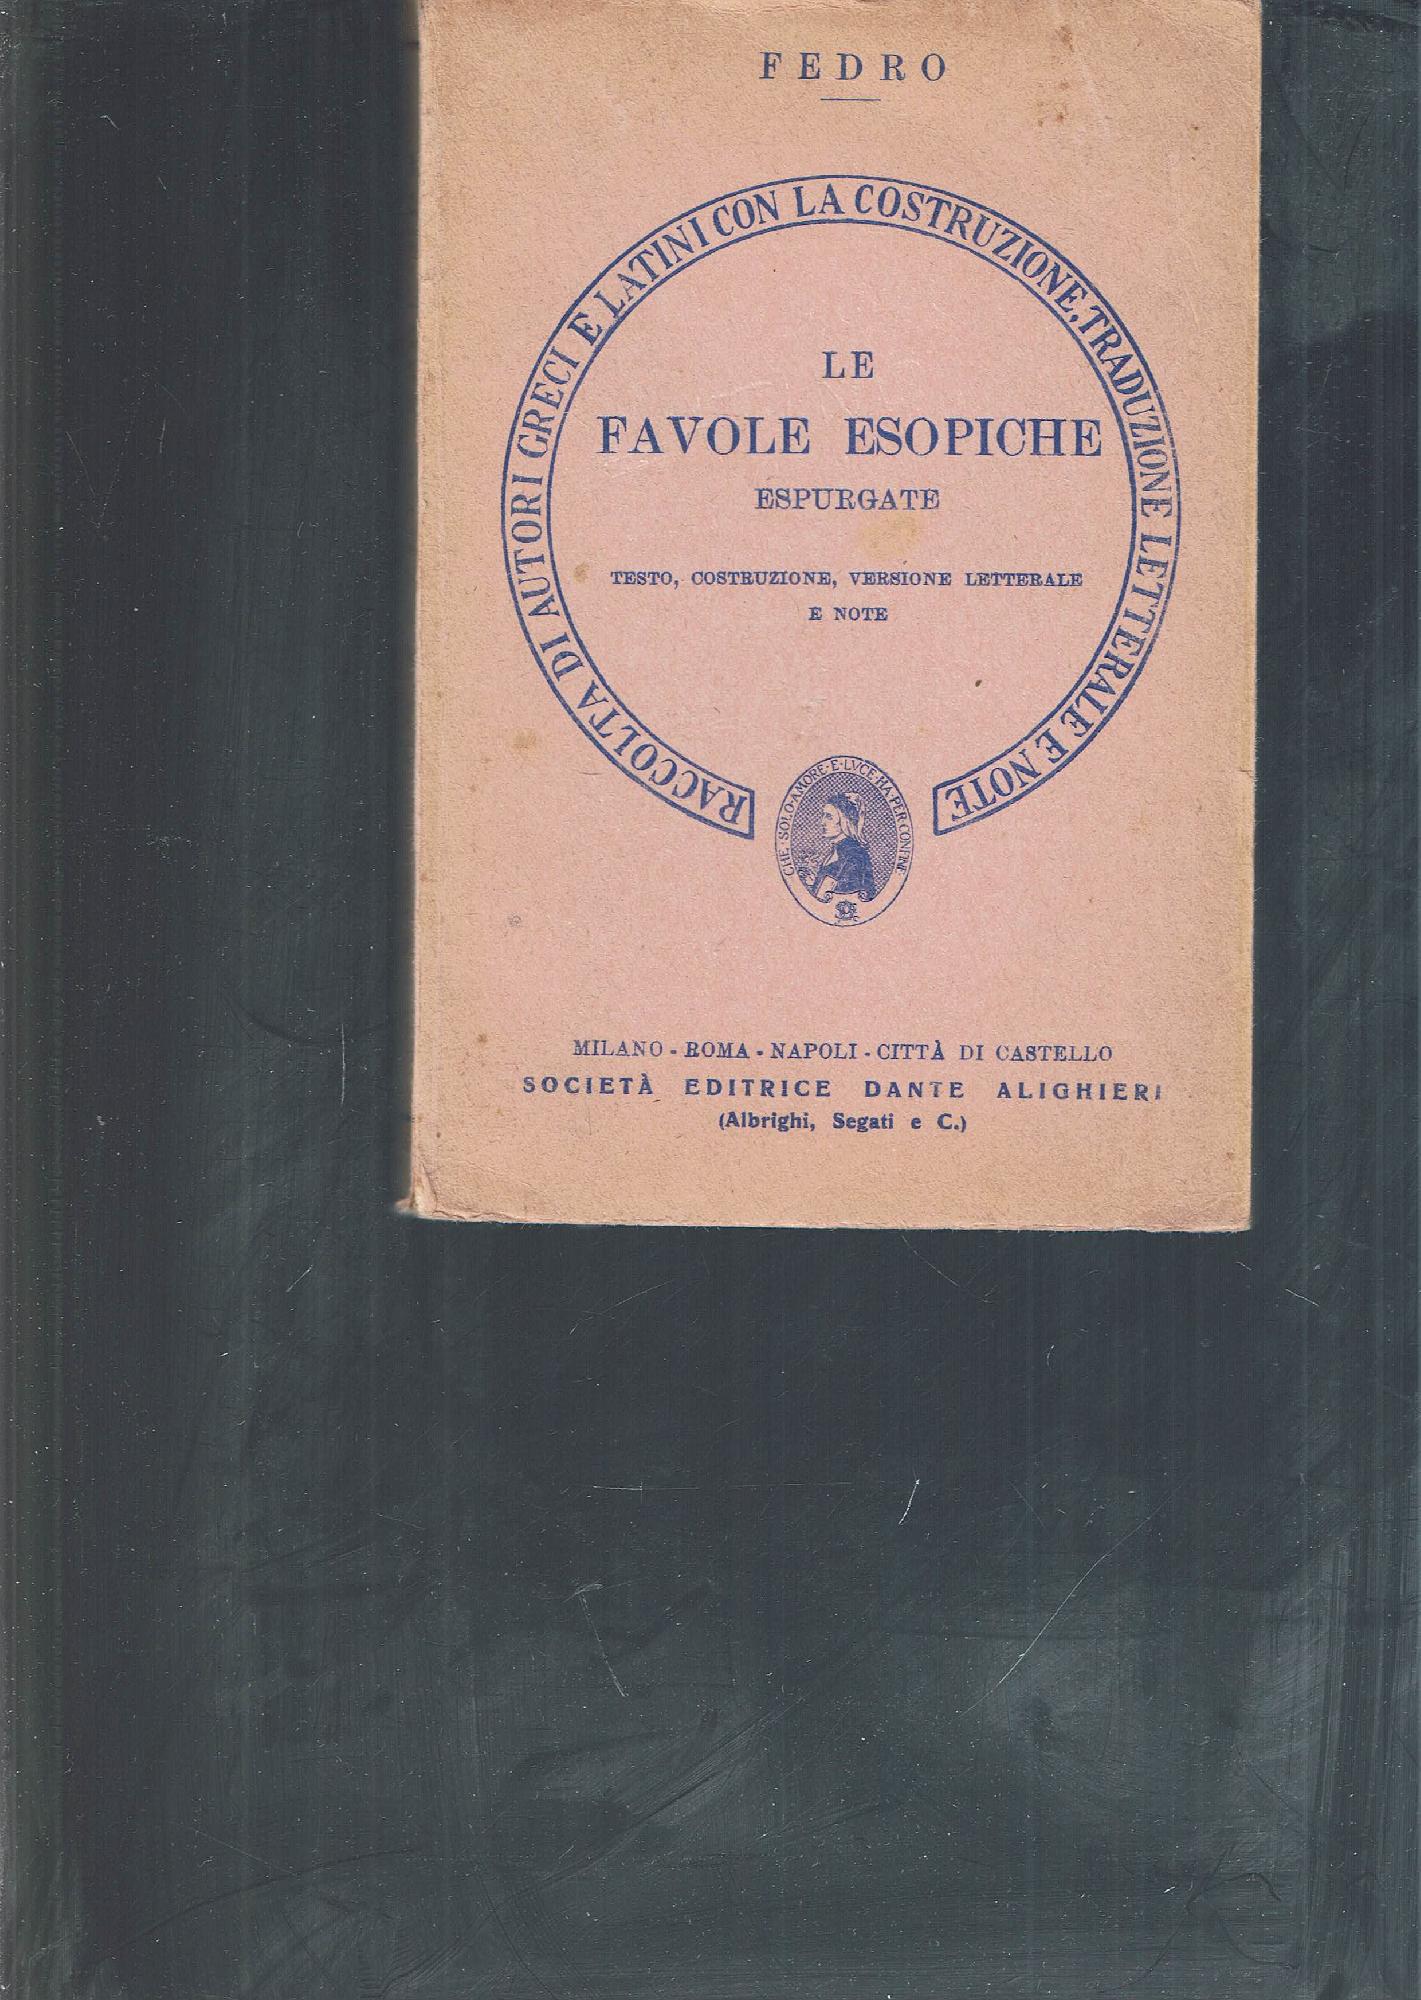 FEDRO
RACCOLTA DI AUTORI GRECI E LATINI CON LA COSTRUZIONE, TRADUZIONE LETTERALE E NOTE
LE
FAVOLE ESOPICHE
ESPURGATE
TESTO, COSTRUZIONE, VERSIONE LETTERALE
E NOTE
CHE·SOLO·AMORE·E·LVCE·HA·PER·CONFINE
MILANO - ROMA - NAPOLI - CITTÀ DI CASTELLO
SOCIETÀ EDITRICE DANTE ALIGHIERI
(Albrighi, Segati e C.)